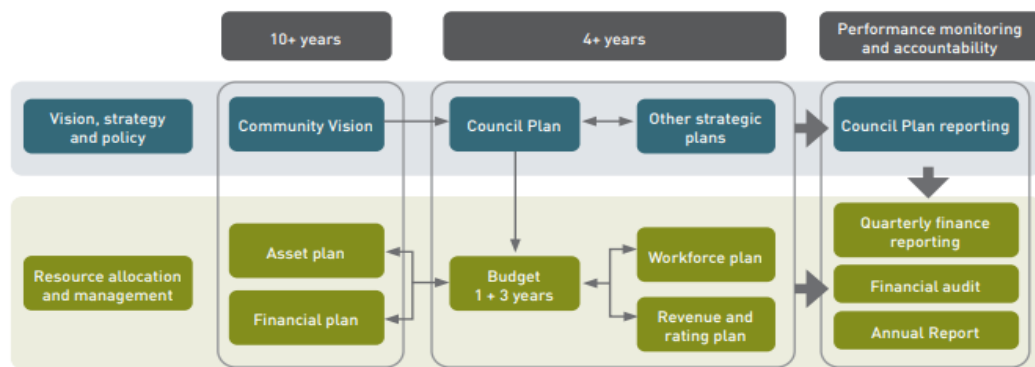 10+ years
4+ years
Performance monitoring
and accountability
Vision, strategy
and policy
Community Vision
Council Plan
Other strategic
plans
Council Plan reporting
Resource allocation
and management
Asset plan
Financial plan
Budget
1 + 3 years
Workforce plan
Revenue and
rating plan
Quarterly finance
reporting
Financial audit
Annual Report